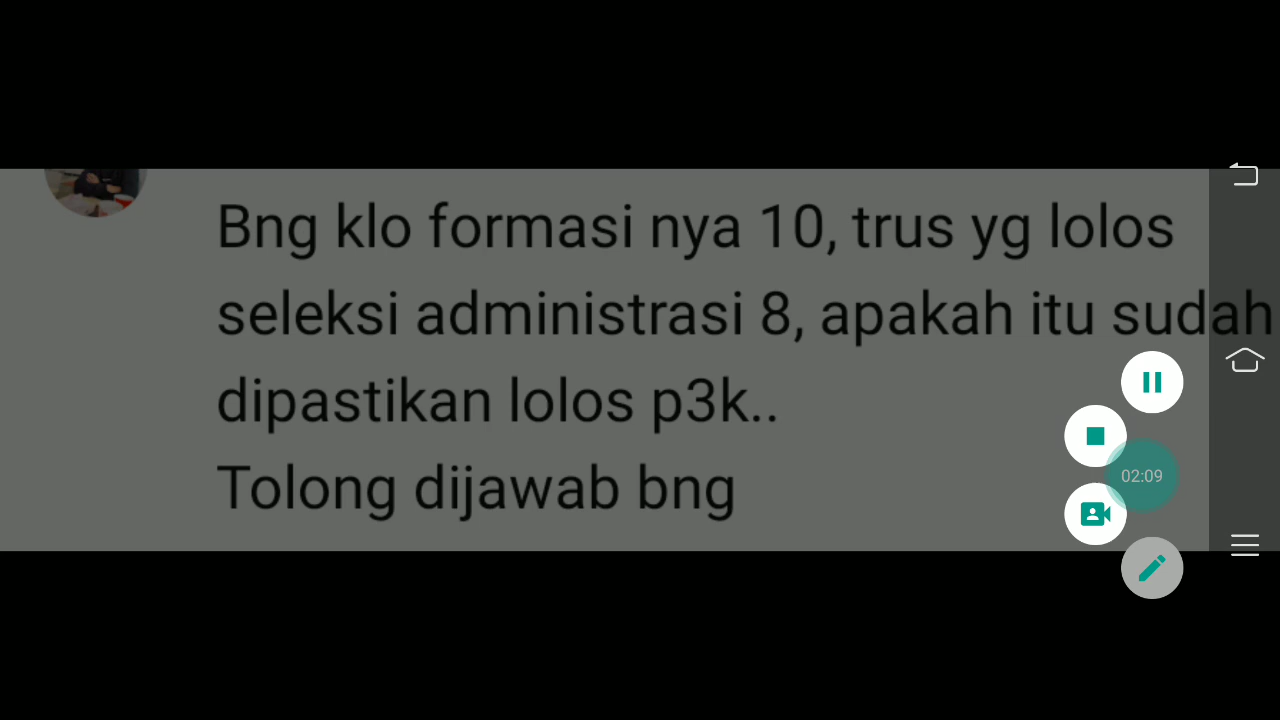 Bng klo formasi nya 10, trus yg lolos
seleksi administrasi 8, apakah itu sudah
dipastikan lolos p3k..
Tolong dijawab bng
02:09